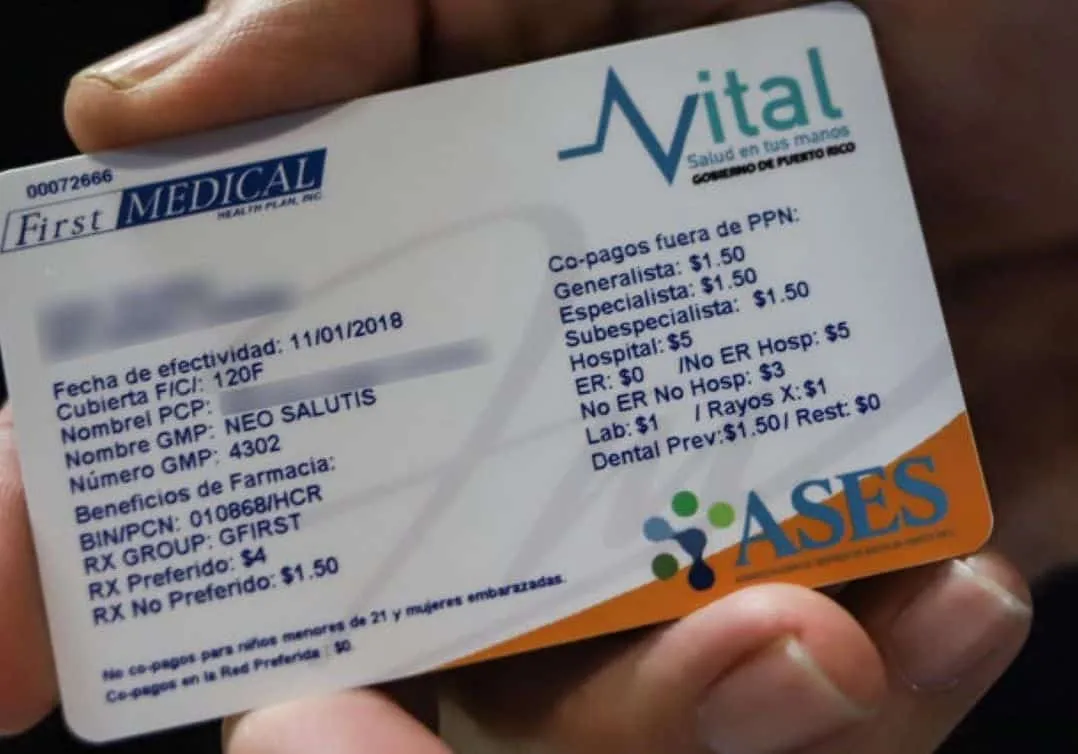 00072666
First MEDICAL
HEALTH PLAN, INC.
Fecha de efectividad: 11/01/2018
Cubierta F/C/: 120F
Nombrel PCP:
Nombre GMP: NEO SALUTIS
Número GMP: 4302
Beneficios de Farmacia:
BIN/PCN: 010868/HCR
RX GROUP: GFIRST
RX Preferido: $4
RX No Preferido: $1.50
No co-pagos para niños menores de 21 y mujeres embarazadas.
Co-pagos en la Red Preferida : $0.
Vital
Salud en tus manos
GOBIERNO DE PUERTO RICO
Co-pagos fuera de PPN:
Generalista: $1.50
Especialista: $1.50
Subespecialista: $1.50
Hospital: $5
ER: $0 /No ER Hosp: $5
No ER No Hosp: $3
Lab: $1 / Rayos X: $1
Dental Prev:$1.50/ Rest: $0
ASES